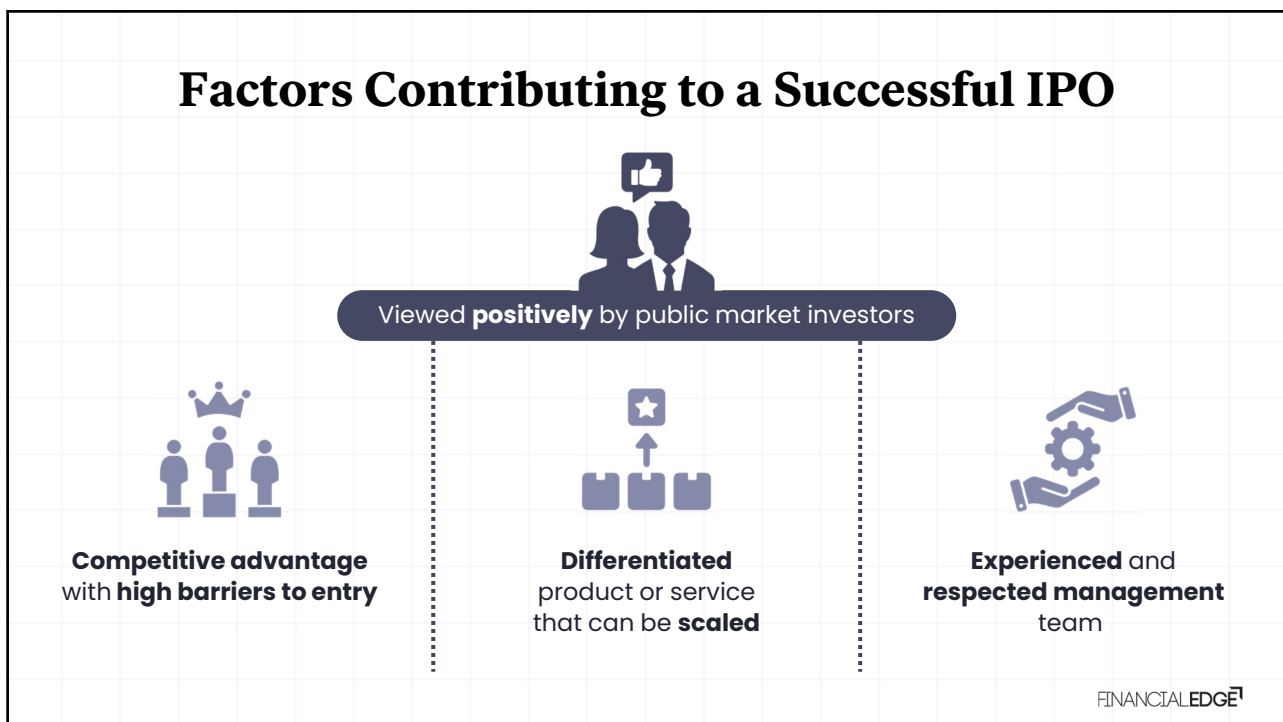 Factors Contributing to a Successful IPO
Viewed positively by public market investors
Competitive advantage
with high barriers to entry
Differentiated
product or service
that can be scaled
Experienced and
respected management
team
FINANCIALEDGE